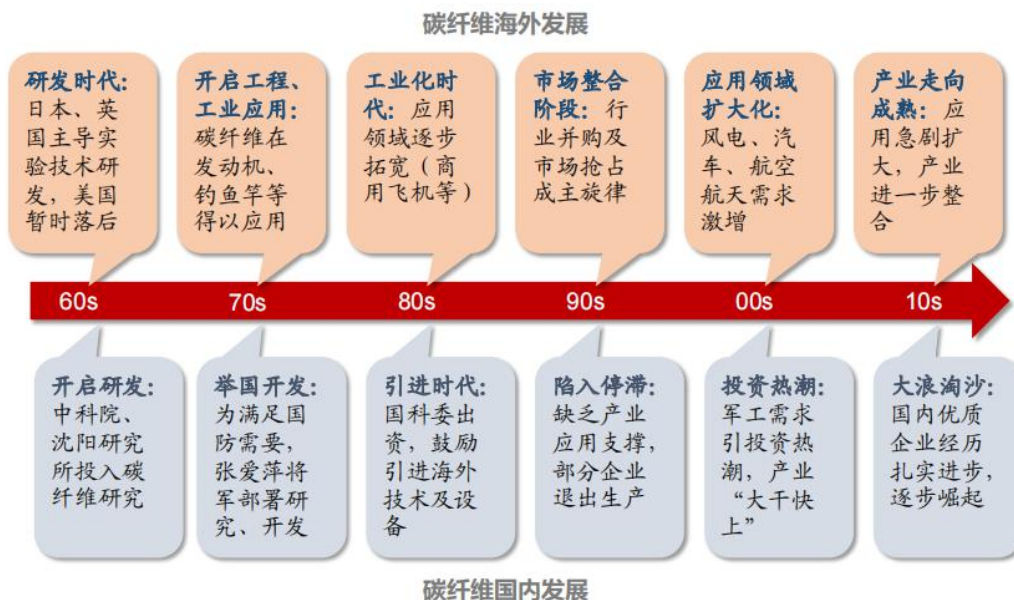 碳纤维海外发展
研发时代：
日本、英
国主导实
验技术研
发，美国
暂时落后
开启工程、
工业应用：
碳纤维在
发动机、
钓鱼竿等
得以应用
工业化时
代：应用
领域逐步
拓宽（商
用飞机等）
市场整合
阶段：行
业并购及
市场抢占
成主旋律
应用领域
扩大化：
风电、汽
车、航空
航天需求
激增
产业走向
成熟：应
用急剧扩
大，产业
进一步整
合
60s
70s
80s
90s
00s
10s
开启研发：
中科院、
沈阳研究
所投入碳
纤维研究
举国开发：
为满足国
防需要，
张爱萍将
军部署研
究、开发
引进时代：
国科委出
资，鼓励
引进海外
技术及设
备
陷入停滞：
缺乏产业
应用支撑，
部分企业
退出生产
投资热潮：
军工需求
引投资热
潮，产业
“大干快
上”
大浪淘沙：
国内优质
企业经历
扎实进步，
逐步崛起
碳纤维国内发展